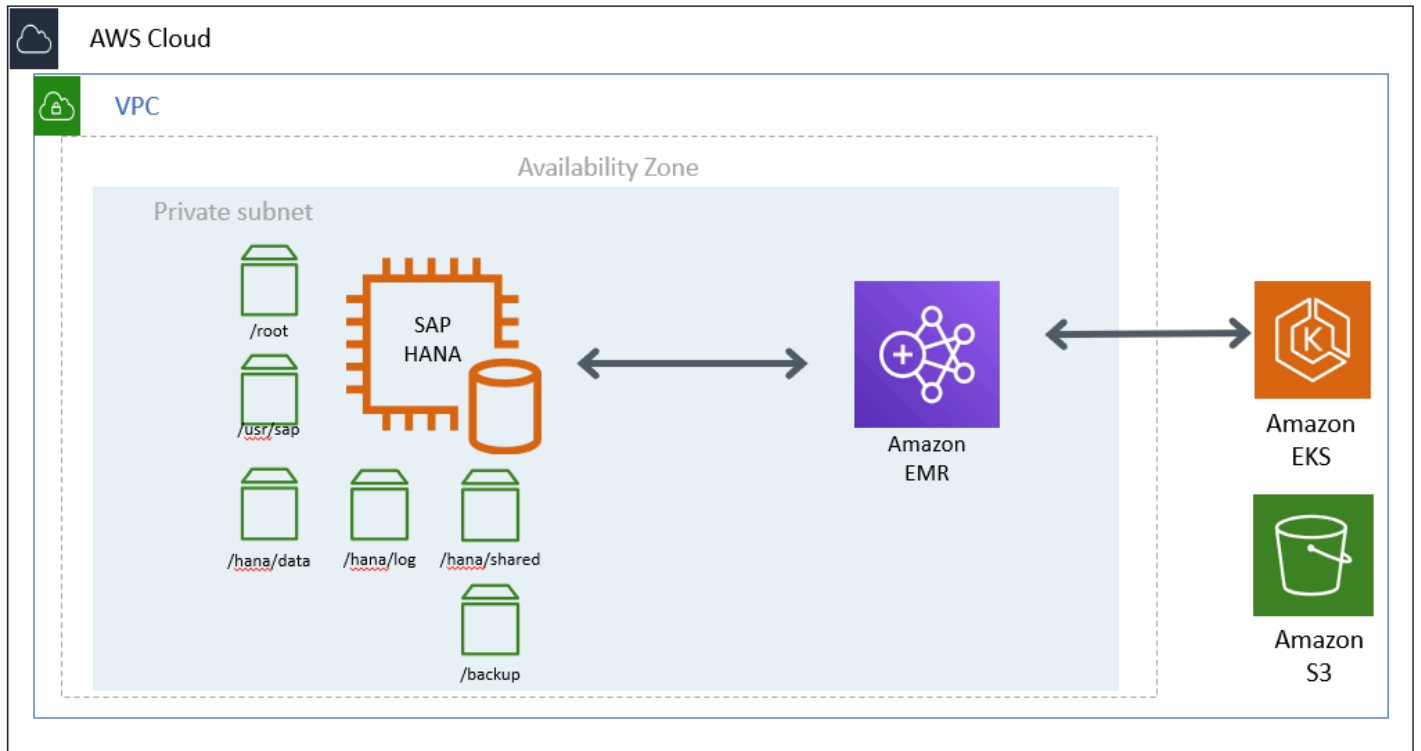 AWS Cloud
VPC
Availability Zone
Private subnet
/root
SAP
HANA
/usr/sap
Amazon
EMR
/hana/data
/hana/log
/hana/shared
/backup
K
Amazon
EKS
Amazon
S3